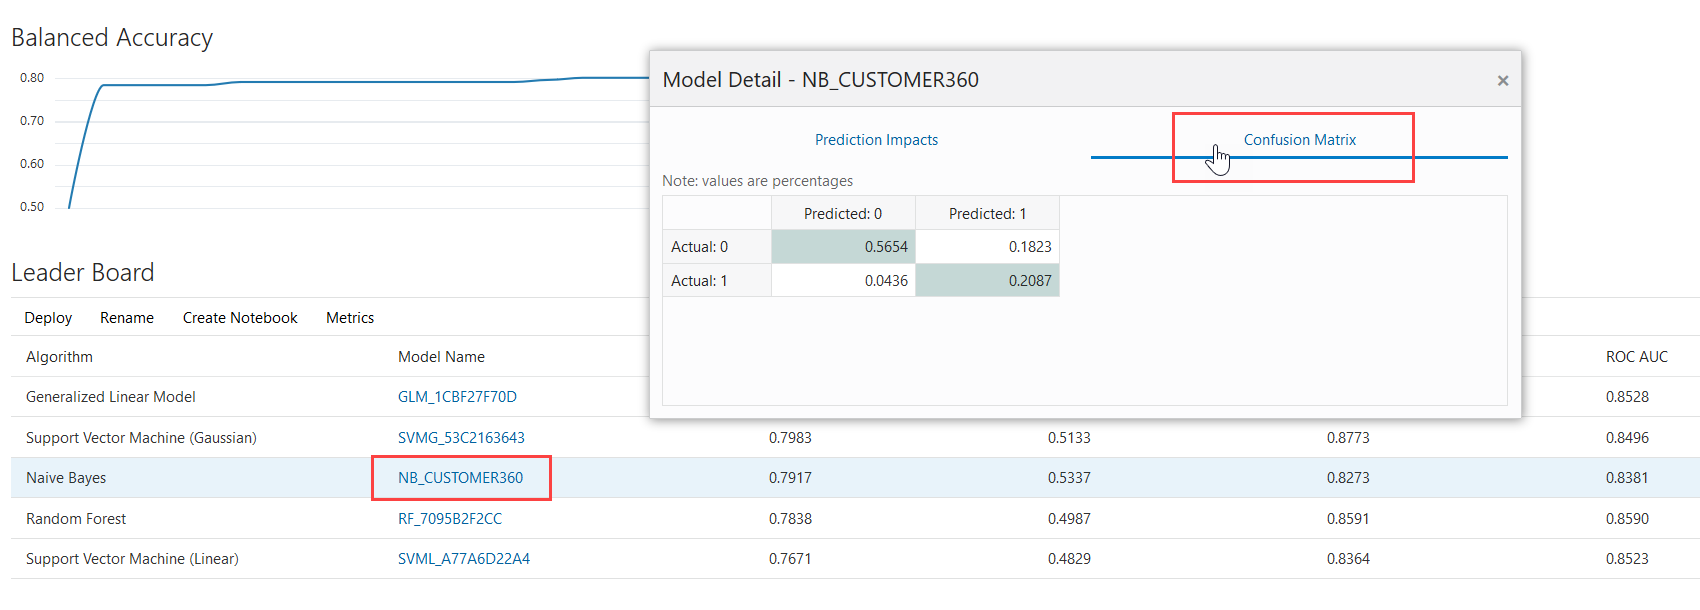 Balanced Accuracy
0.80
0.70
0.60
0.50
Model Detail - NB_CUSTOMER360 ×
Prediction Impacts Confusion Matrix
Note: values are percentages
Predicted: 0 Predicted: 1
Actual: 0 0.5654 0.1823
Actual: 1 0.0436 0.2087
Leader Board
Deploy Rename Create Notebook Metrics
Algorithm Model Name ROC AUC
Generalized Linear Model GLM_1CBF27F70D 0.8528
Support Vector Machine (Gaussian) SVMG_53C2163643 0.7983 0.5133 0.8773 0.8496
Naive Bayes NB_CUSTOMER360 0.7917 0.5337 0.8273 0.8381
Random Forest RF_7095B2F2CC 0.7838 0.4987 0.8591 0.8590
Support Vector Machine (Linear) SVML_A77A6D22A4 0.7671 0.4829 0.8364 0.8523